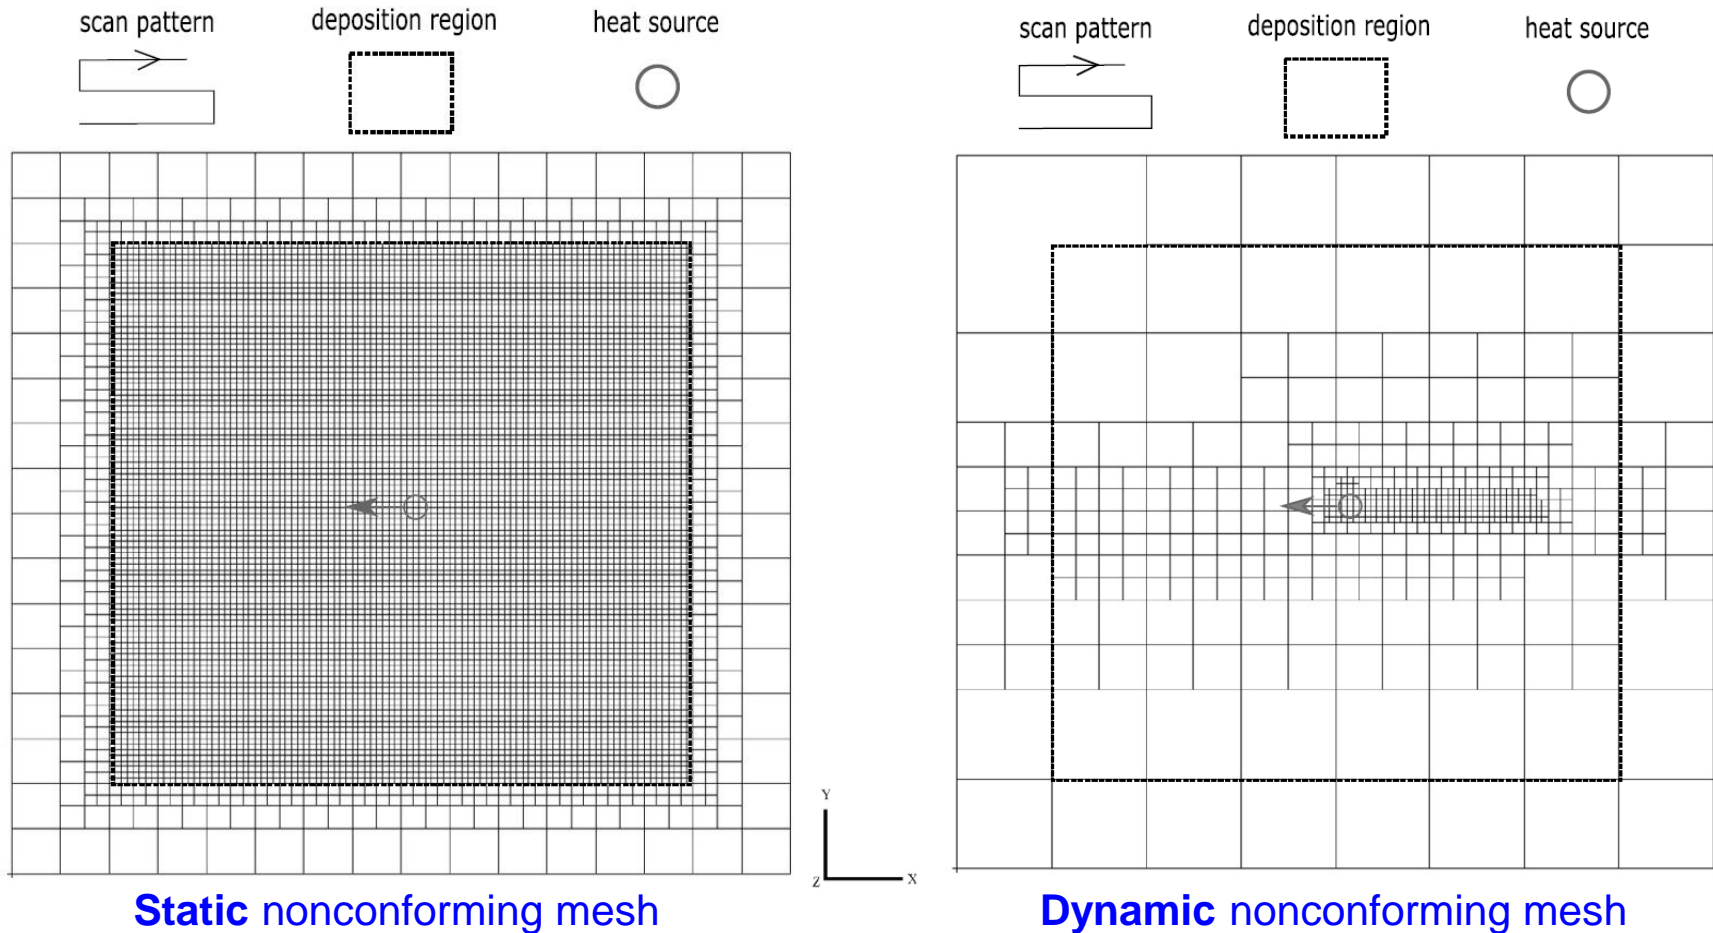 scan pattern deposition region heat source
scan pattern deposition region heat source
Y
Z X
Static nonconforming mesh
Dynamic nonconforming mesh